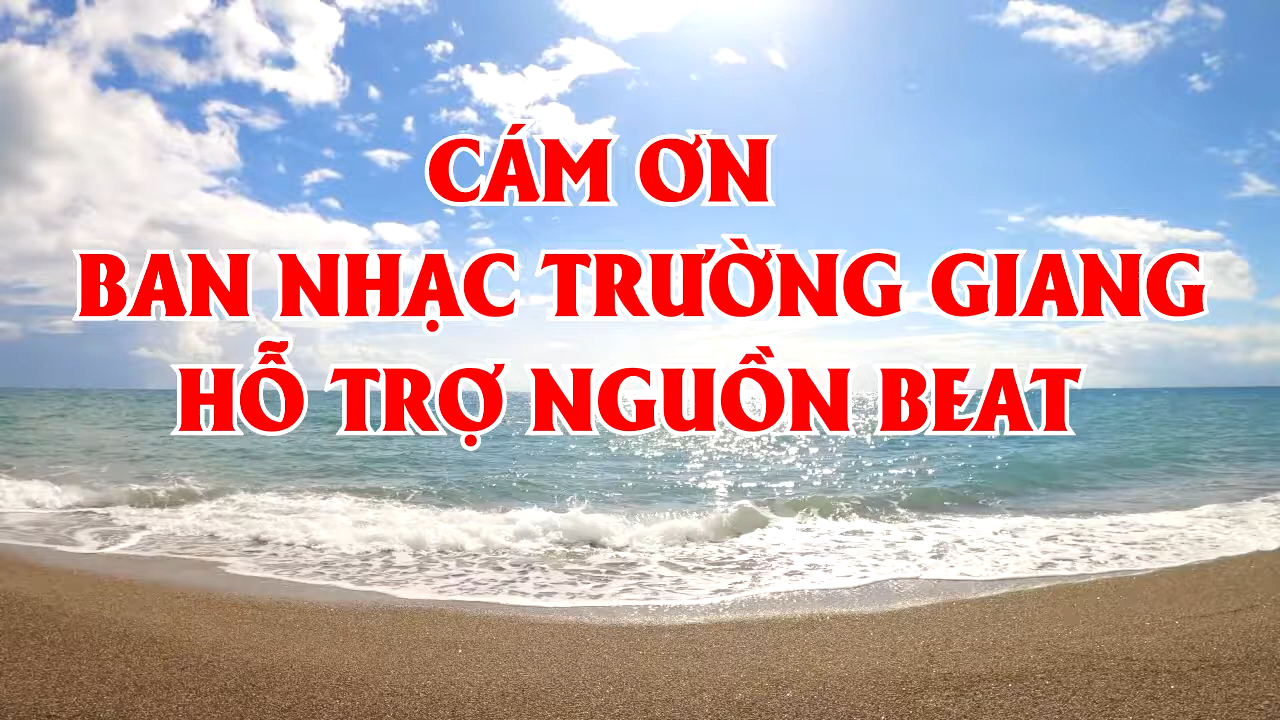 CÁM ƠN
BAN NHẠC TRƯỜNG GIANG
HỖ TRỢ NGUỒN BEAT